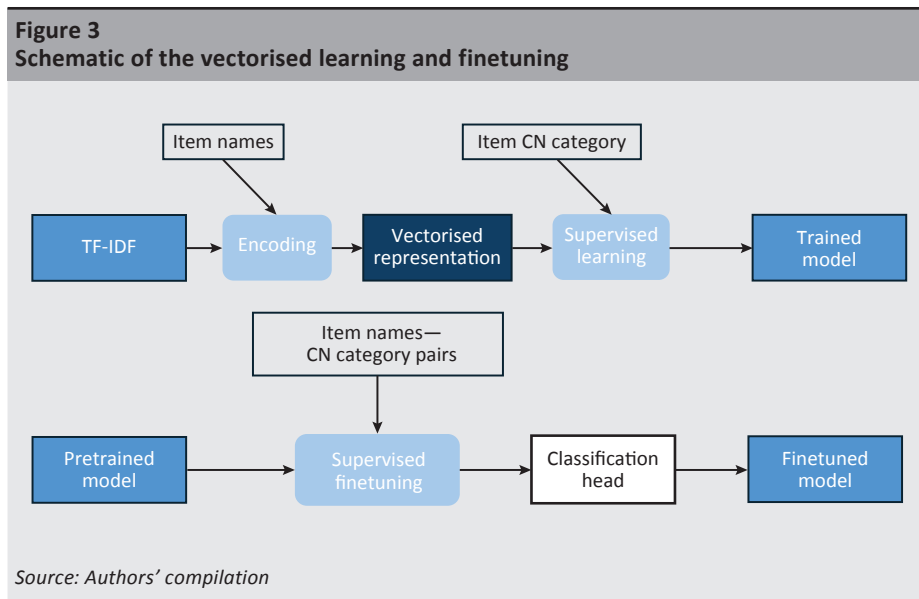 Figure 3
Schematic of the vectorised learning and finetuning
Item names
Item CN category
TF-IDF
Encoding
Vectorised
representation
Supervised
learning
Trained
model
Item names—
CN category pairs
Pretrained
model
Supervised
finetuning
Classification
head
Finetuned
model
Source: Authors’ compilation